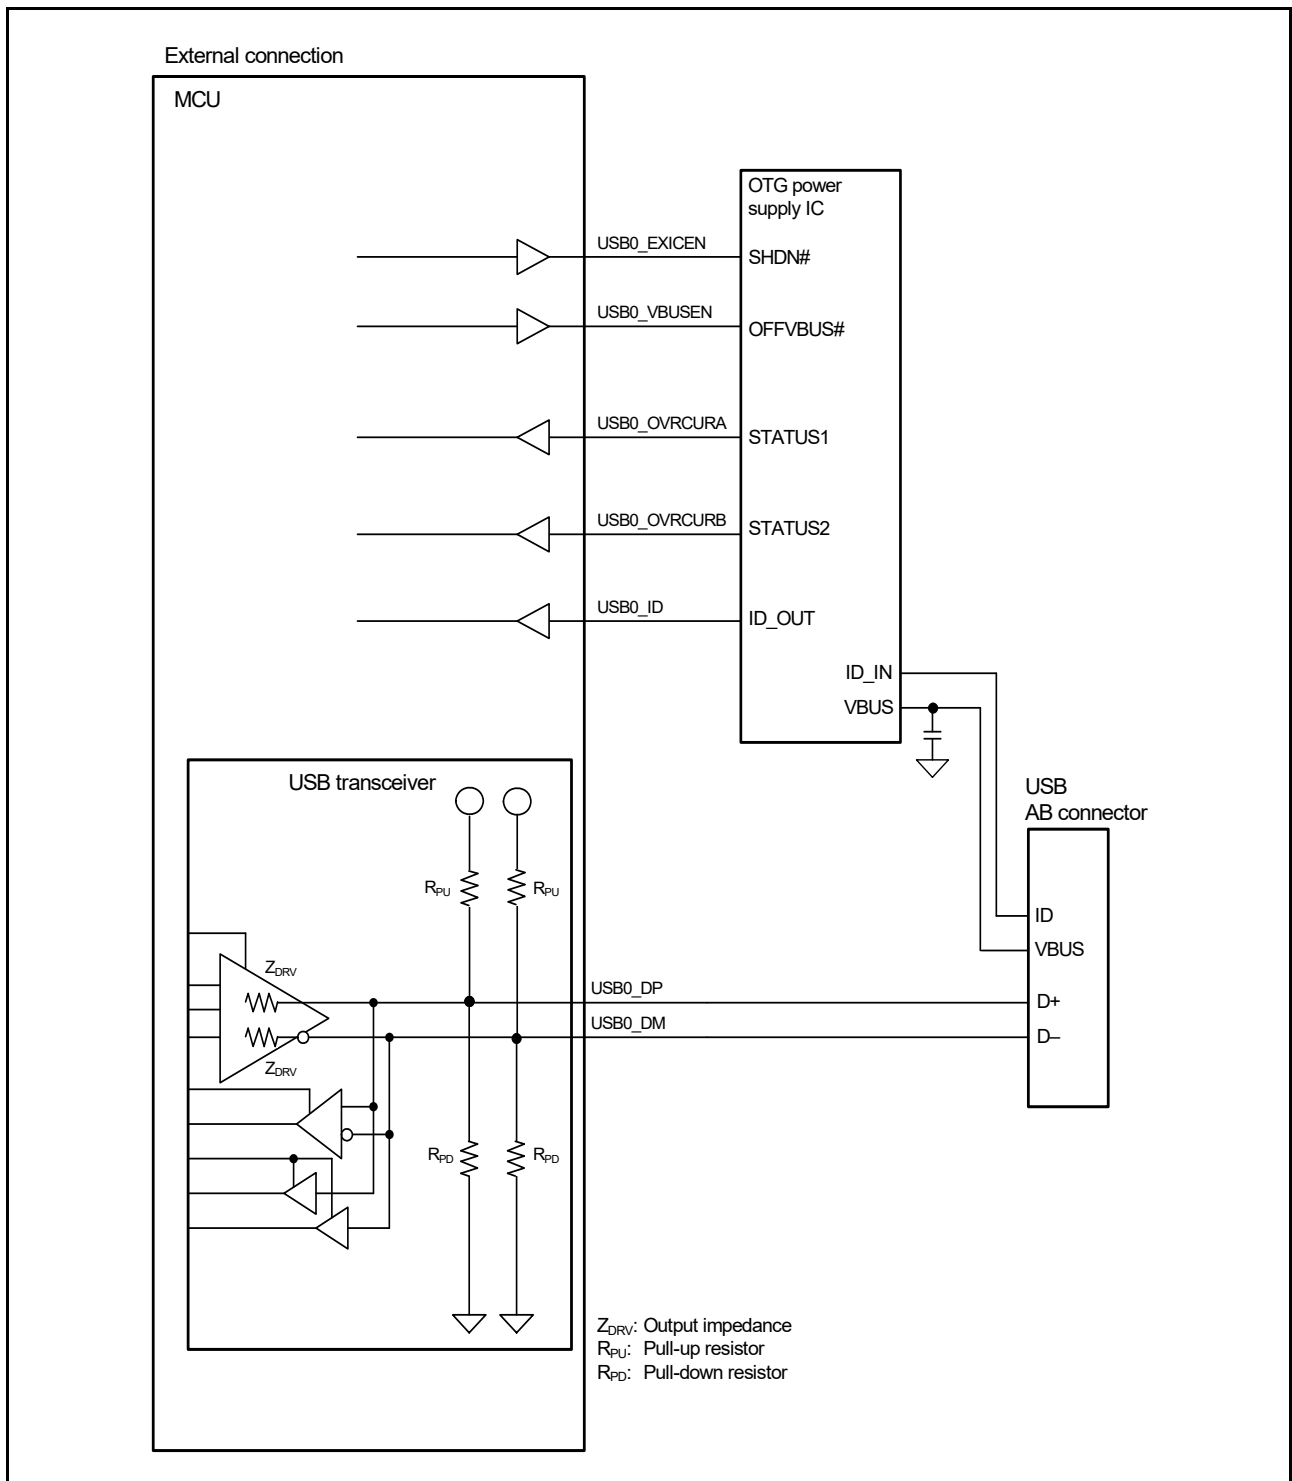 External connection
MCU
OTG power
supply IC
USB0_EXICEN
SHDN#
USB0_VBUSEN
OFFVBUS#
USB0_OVRCURA
STATUS1
USB0_OVRCURB
STATUS2
USB0_ID
ID_OUT
ID_IN
VBUS
USB transceiver
USB
AB connector
RPU
RPU
ID
VBUS
ZDRV
USB0_DP
D+
USB0_DM
D–
ZDRV
RPD
RPD
ZDRV: Output impedance
RPU: Pull-up resistor
RPD: Pull-down resistor